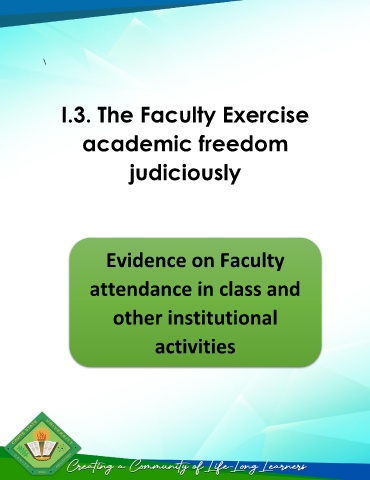 I.3. The Faculty Exercise
academic freedom
judiciously
Evidence on Faculty
attendance in class and
other institutional
activities
Creating a Community of Life-Long Learners